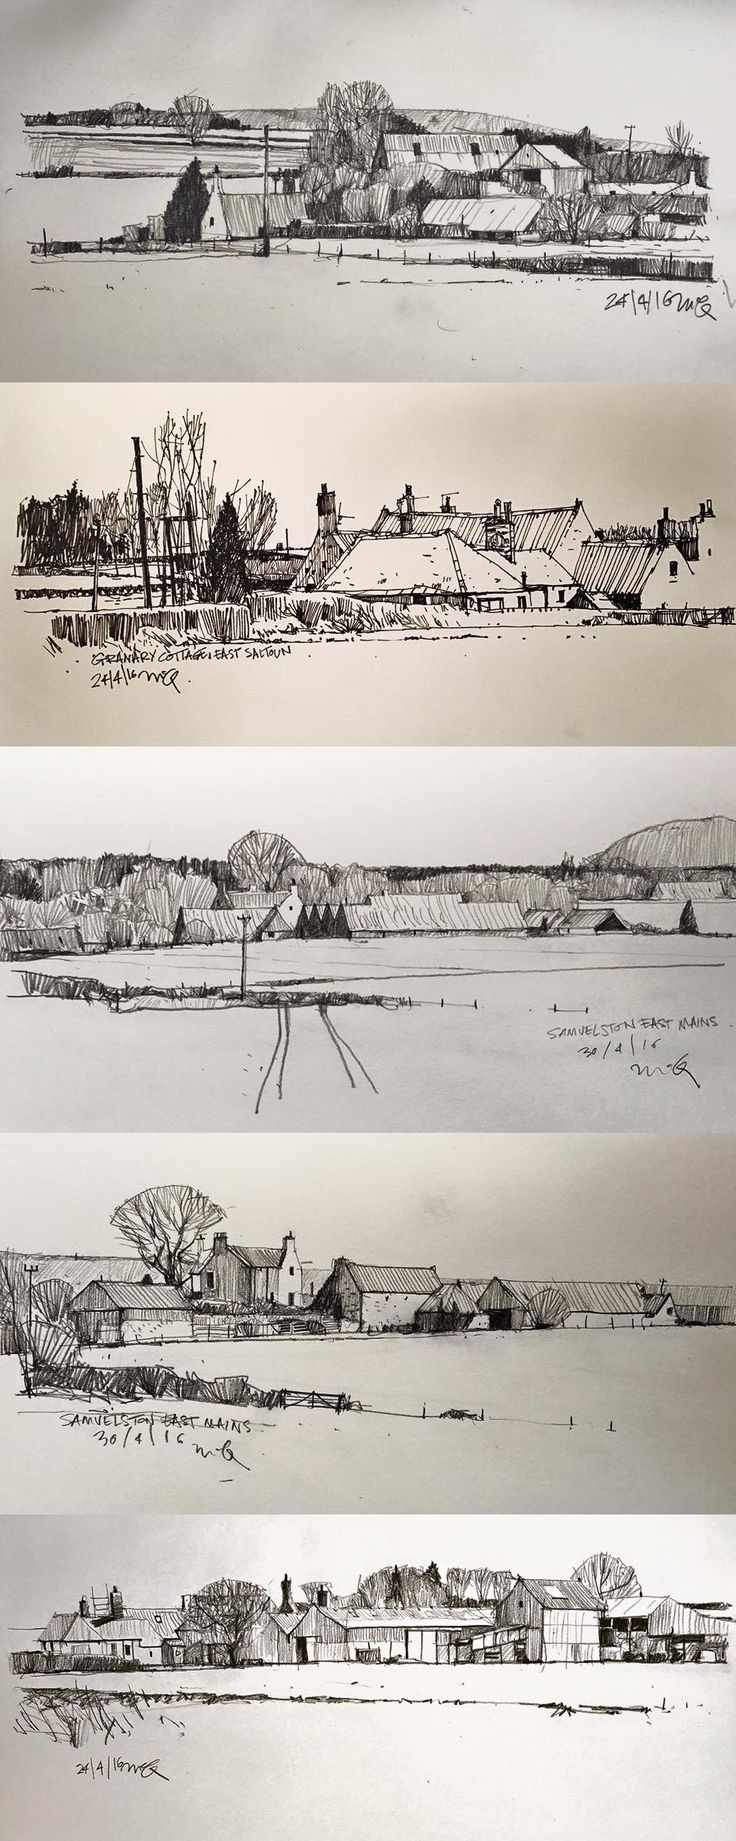 24/4/16 McQ
GRANARY COTTAGE, EAST SALTOUN
24/4/16 McQ
SAMUELSTON EAST MAINS
30/4/16
McQ
SAMUELSTON EAST MAINS
30/4/16
McQ
24/4/16 McQ